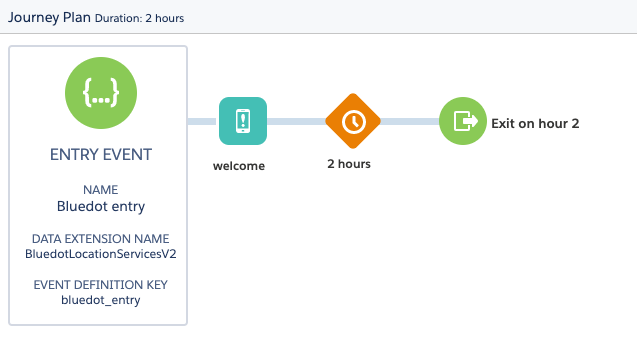 Journey Plan Duration: 2 hours
{...}
ENTRY EVENT
NAME
Bluedot entry
DATA EXTENSION NAME
BluedotLocationServicesV2
EVENT DEFINITION KEY
bluedot_entry
welcome
2 hours
Exit on hour 2